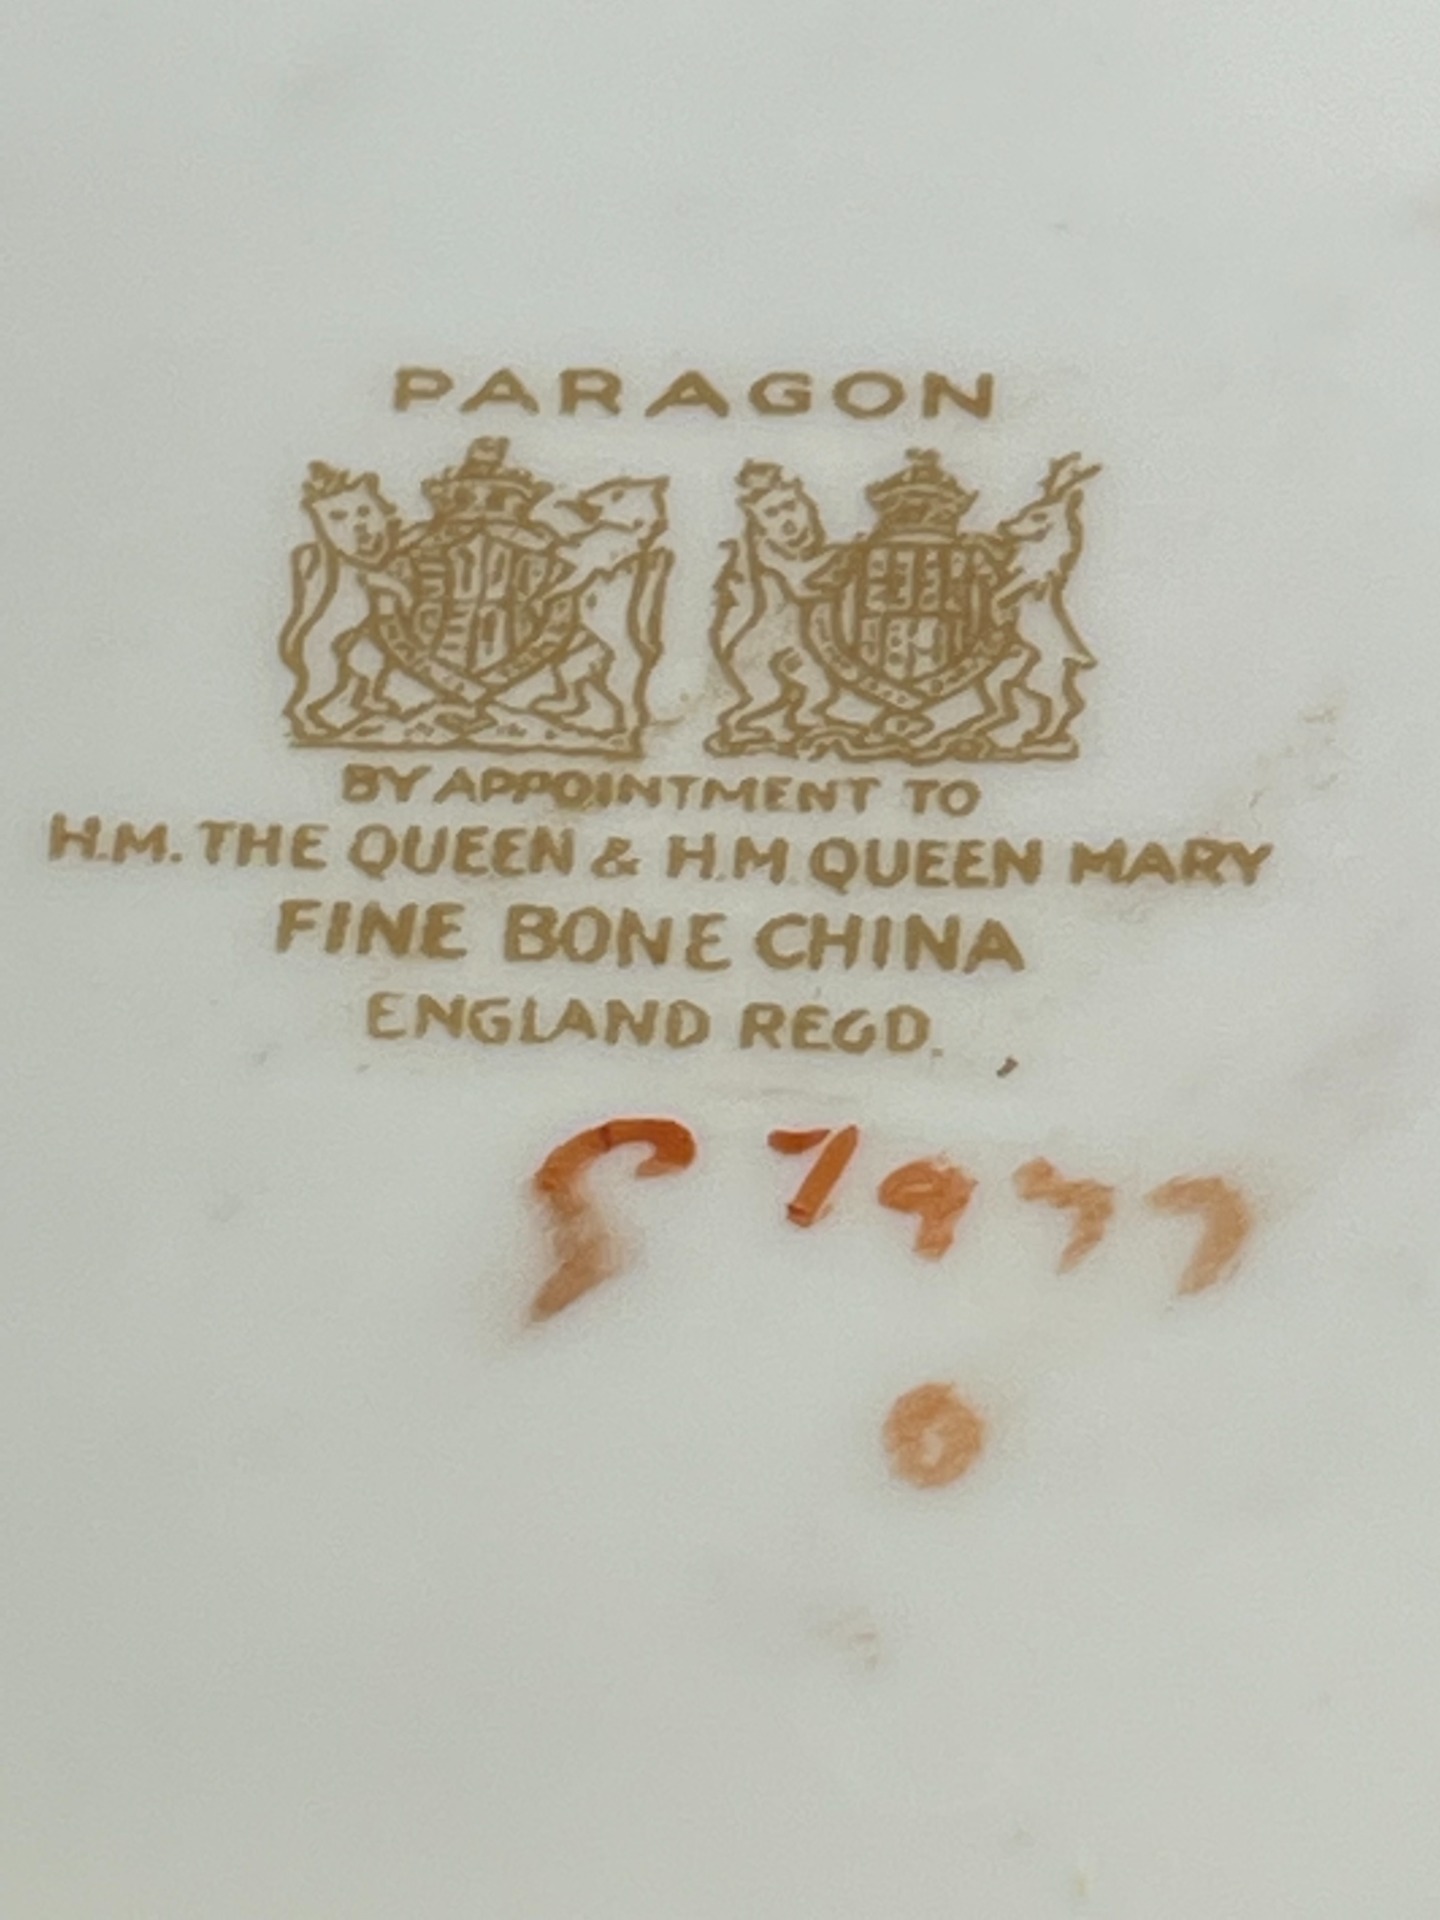 PARAGON
BY APPOINTMENT TO
H.M. THE QUEEN & H.M. QUEEN MARY
FINE BONE CHINA
ENGLAND REGD.